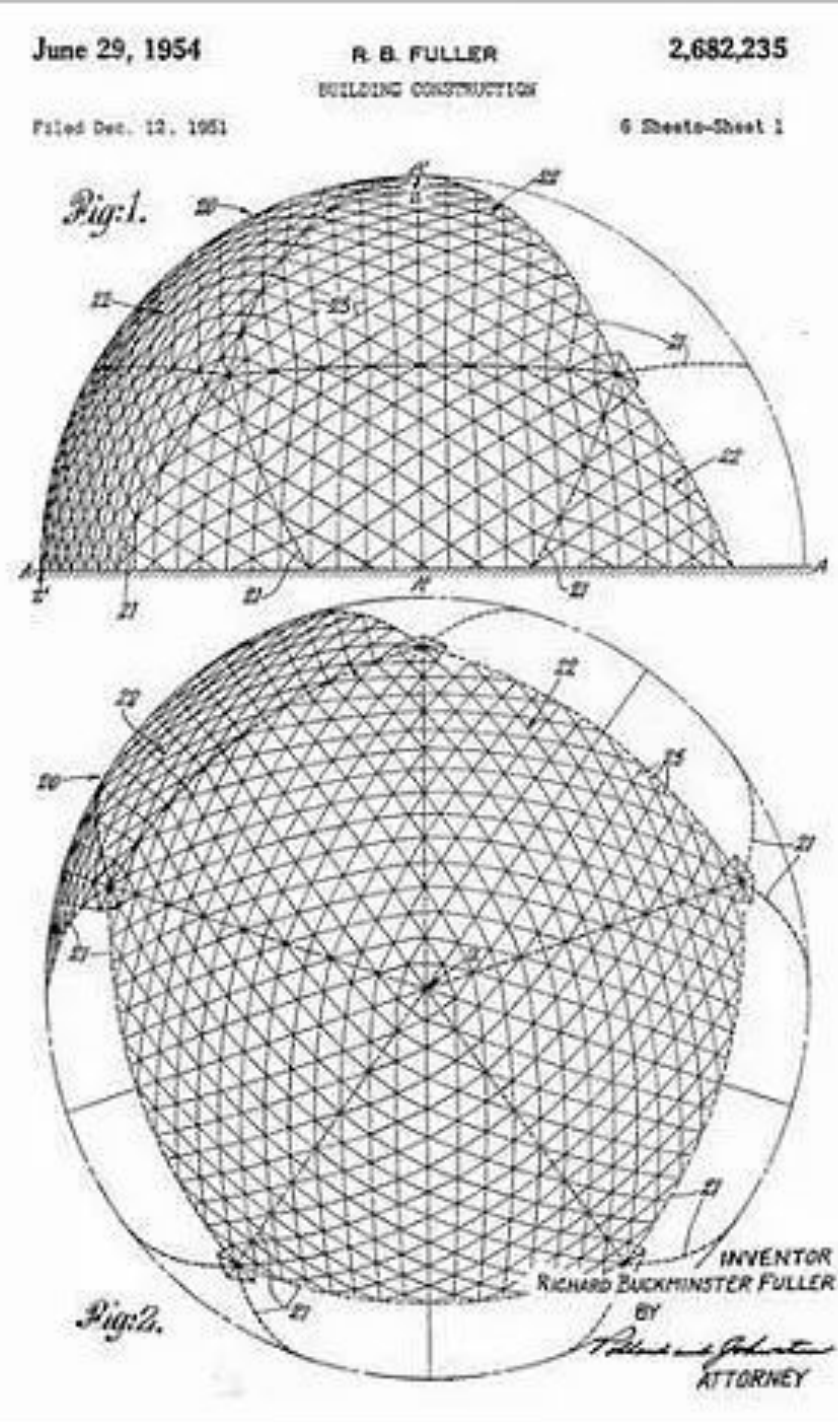 June 29, 1954
R. B. FULLER
2,682,235
BUILDING CONSTRUCTION
Filed Dec. 12, 1951
6 Sheets-Sheet 1
Fig:1.
20
22
22
25
21
22
A
A
21
21
21
22
22
20
25
21
21
21
21
Fig:2.
INVENTOR
RICHARD BUCKMINSTER FULLER
BY
ATTORNEY